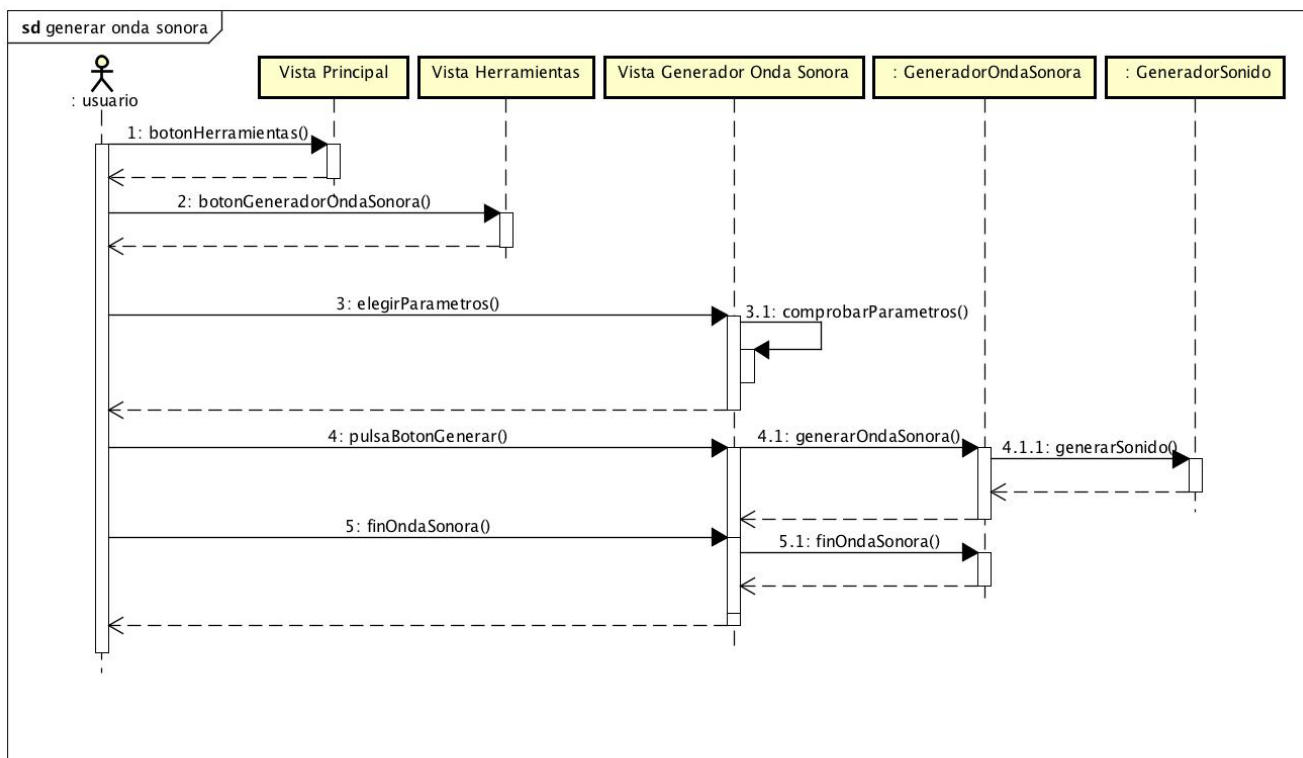 sd generar onda sonora
: usuario
Vista Principal
Vista Herramientas
Vista Generador Onda Sonora
: GeneradorOndaSonora
: GeneradorSonido
1: botonHerramientas()
2: botonGeneradorOndaSonora()
3: elegirParametros()
3.1: comprobarParametros()
4: pulsaBotonGenerar()
4.1: generarOndaSonora()
4.1.1: generarSonido()
5: finOndaSonora()
5.1: finOndaSonora()